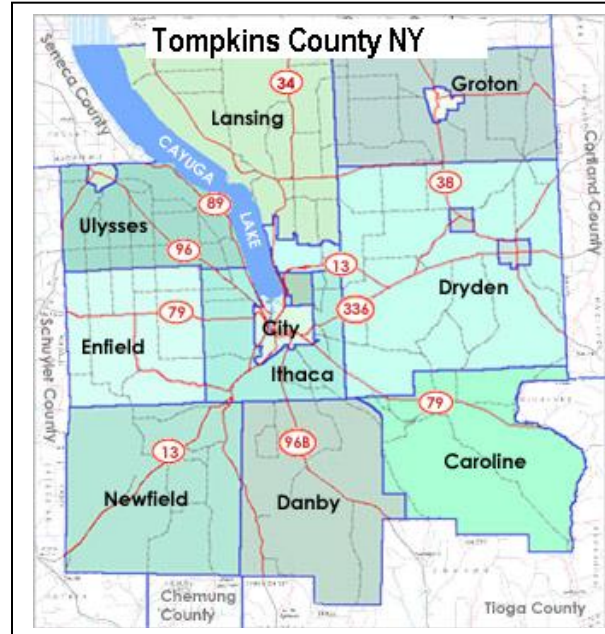 Tompkins County NY
Seneca County
34
Groton
Lansing
CAYUGA
LAKE
Cortland County
38
89
Ulysses
96
13
Dryden
79
336
City
Enfield
Schuyler County
Ithaca
79
13
96B
Caroline
Newfield
Danby
Chemung
County
Tioga County